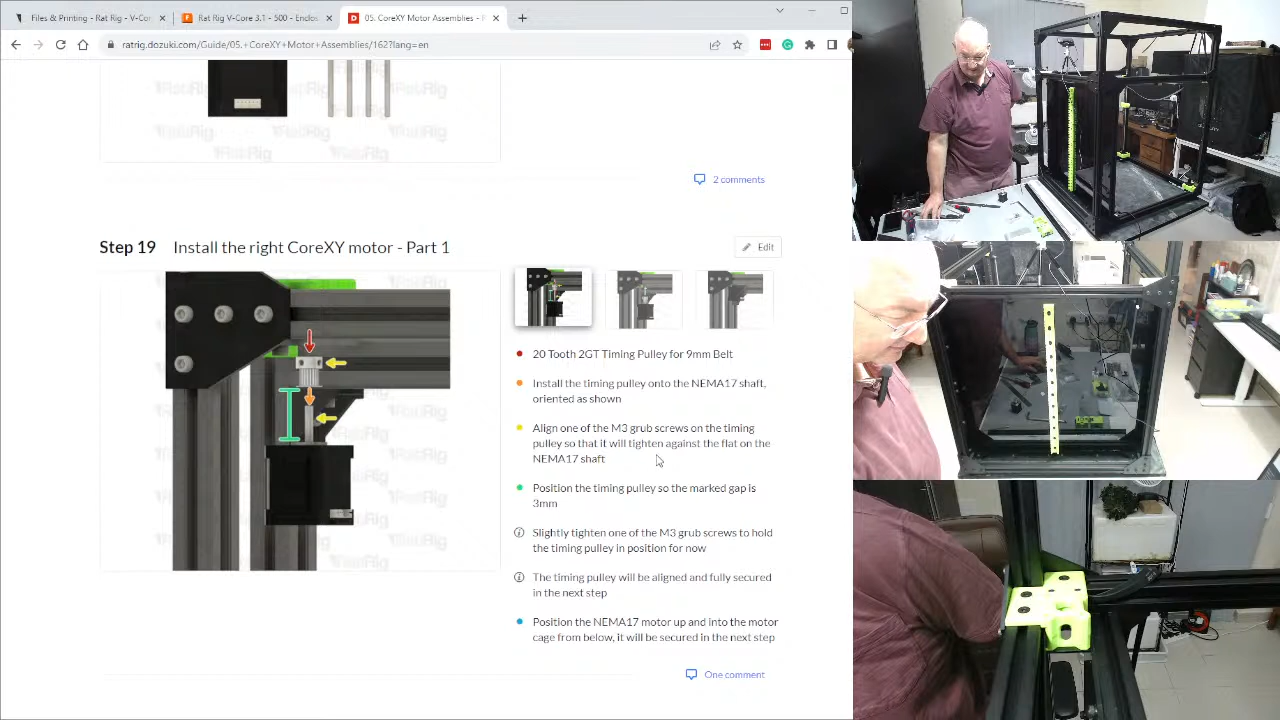 Files & Printing - Rat Rig V-Co
Rat Rig V-Core 3.1 - 500 - Endos
05. CoreXY Motor Assemblies - P
ratrig.dozuki.com/Guide/05.+CoreXY+Motor+Assemblies/162?lang=en
2 comments
Step 19 Install the right CoreXY motor - Part 1
Edit
20 Tooth 2GT Timing Pulley for 9mm Belt
Install the timing pulley onto the NEMA17 shaft,
oriented as shown
Align one of the M3 grub screws on the timing
pulley so that it will tighten against the flat on the
NEMA17 shaft
Position the timing pulley so the marked gap is
3mm
Slightly tighten one of the M3 grub screws to hold
the timing pulley in position for now
The timing pulley will be aligned and fully secured
in the next step
Position the NEMA17 motor up and into the motor
cage from below, it will be secured in the next step
One comment